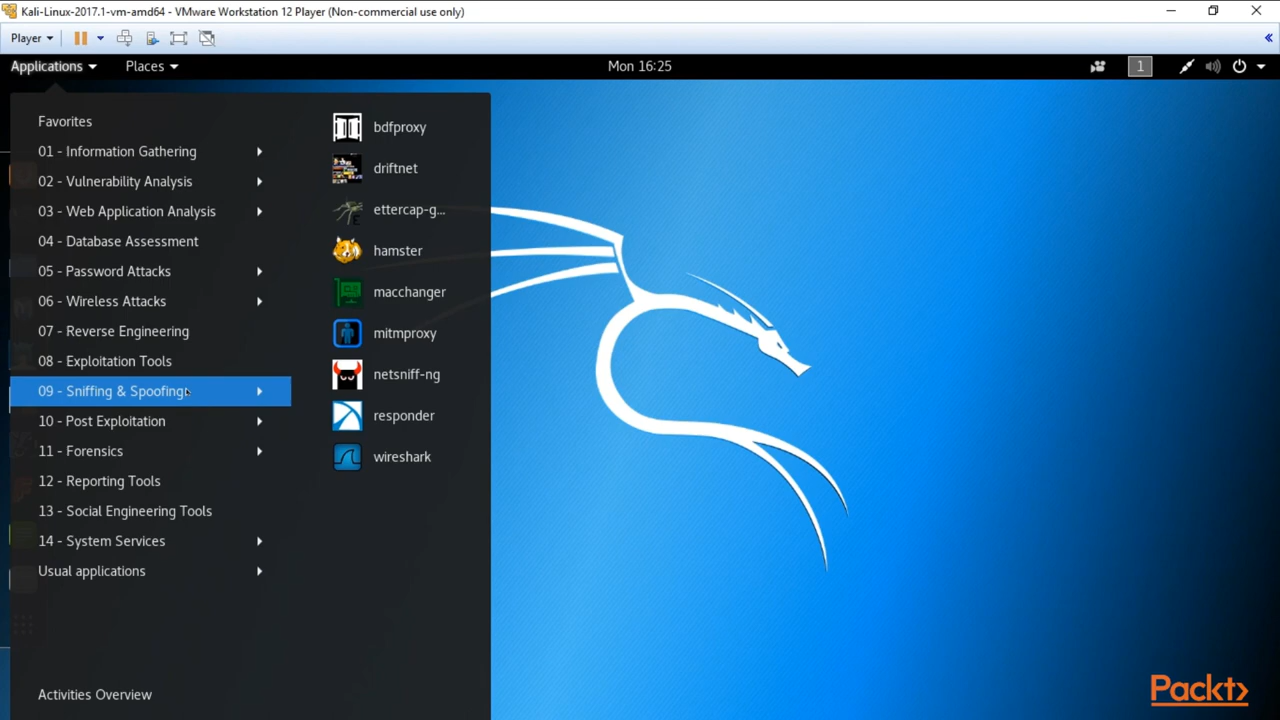 Kali-Linux-2017.1-vm-amd64 - VMware Workstation 12 Player (Non-commercial use only)
Player
Applications Places Mon 16:25 1
Favorites
01 - Information Gathering
02 - Vulnerability Analysis
03 - Web Application Analysis
04 - Database Assessment
05 - Password Attacks
06 - Wireless Attacks
07 - Reverse Engineering
08 - Exploitation Tools
09 - Sniffing & Spoofing
10 - Post Exploitation
11 - Forensics
12 - Reporting Tools
13 - Social Engineering Tools
14 - System Services
Usual applications
Activities Overview
bdfproxy
driftnet
ettercap-g...
hamster
macchanger
mitmproxy
netsniff-ng
responder
wireshark
Packt>